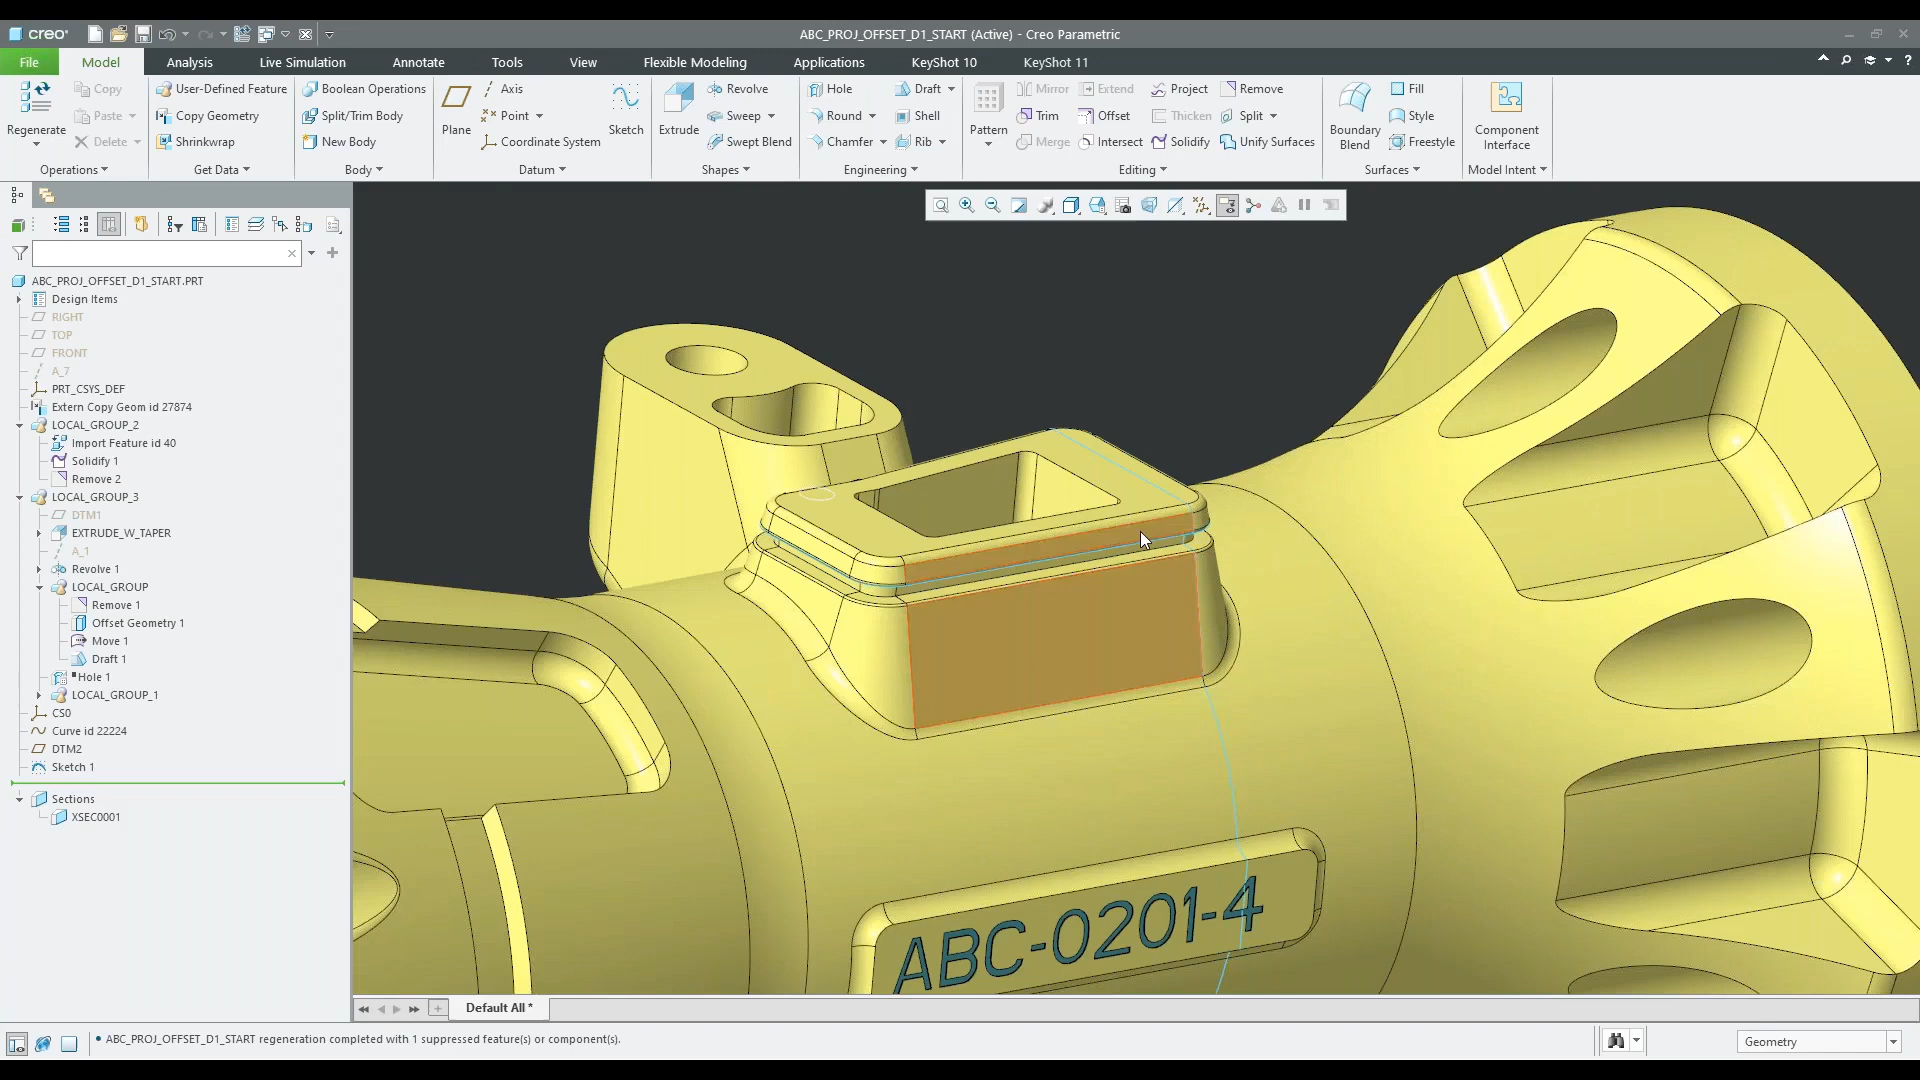 creo
ABC_PROJ_OFFSET_D1_START (Active) - Creo Parametric
File Model Analysis Live Simulation Annotate Tools View Flexible Modeling Applications KeyShot 10 KeyShot 11
Copy User-Defined Feature Boolean Operations Axis Revolve Hole Draft Mirror Extend Project Remove Fill
Paste Copy Geometry Split/Trim Body Point Sweep Round Shell Trim Offset Thicken Split Style
Regenerate Plane Sketch Extrude Pattern Boundary Blend Component Interface
Delete Shrinkwrap New Body Coordinate System Swept Blend Chamfer Rib Merge Intersect Solidify Unify Surfaces Freestyle
Operations Get Data Body Datum Shapes Engineering Editing Surfaces Model Intent
ABC_PROJ_OFFSET_D1_START.PRT
Design Items
RIGHT
TOP
FRONT
A_7
PRT_CSYS_DEF
Extern Copy Geom id 27874
LOCAL_GROUP_2
Import Feature id 40
Solidify 1
Remove 2
LOCAL_GROUP_3
DTM1
EXTRUDE_W_TAPER
A_1
Revolve 1
LOCAL_GROUP
Remove 1
Offset Geometry 1
Move 1
Draft 1
Hole 1
LOCAL_GROUP_1
CS0
Curve id 22224
DTM2
Sketch 1
Sections
XSEC0001
ABC-0201-4
Default All *
• ABC_PROJ_OFFSET_D1_START regeneration completed with 1 suppressed feature(s) or component(s).
Geometry